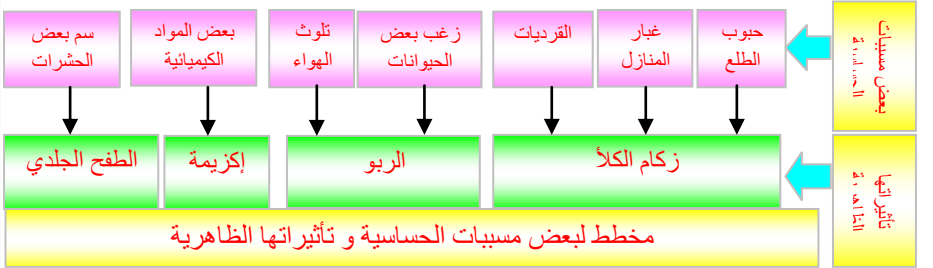 بعض مسببات
حبوب
الطلع
غبار
المنازل
القرديات
زغب بعض
الحيوانات
تلوث
الهواء
بعض المواد
الكيميائية
سم بعض
الحشرات
تأثيراتها
زكام الكلأ
الربو
إكزيمة
الطفح الجلدي
مخطط لبعض مسببات الحساسية و تأثيراتها الظاهرية